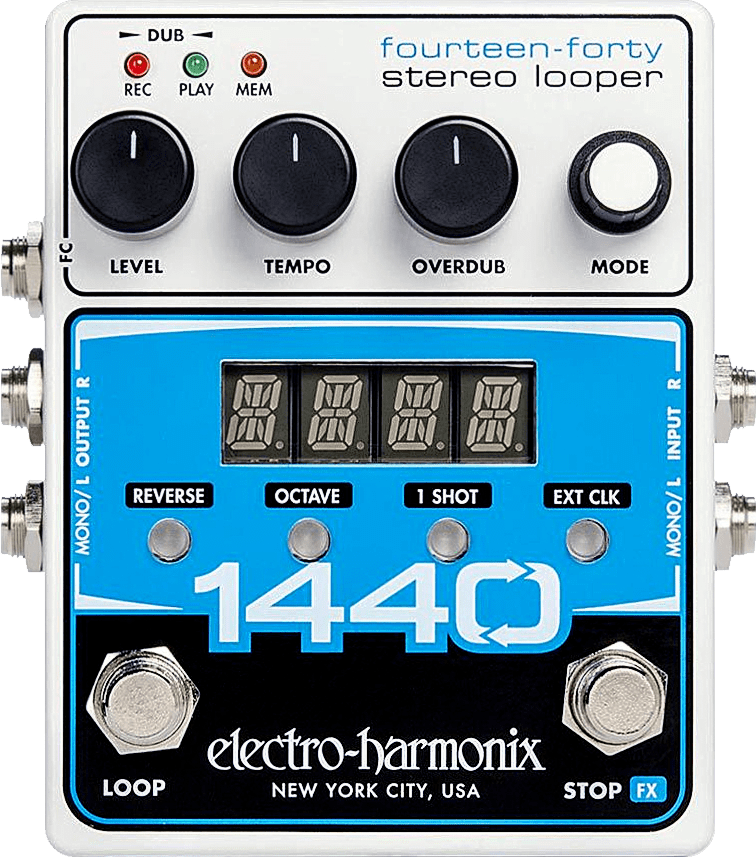 DUB
REC PLAY MEM
fourteen-forty
stereo looper
LEVEL TEMPO OVERDUB MODE
FC
MONO/L OUTPUT R
MONO/L INPUT R
REVERSE OCTAVE 1 SHOT EXT CLK
1440
electro-harmonix
NEW YORK CITY, USA
LOOP
STOP FX